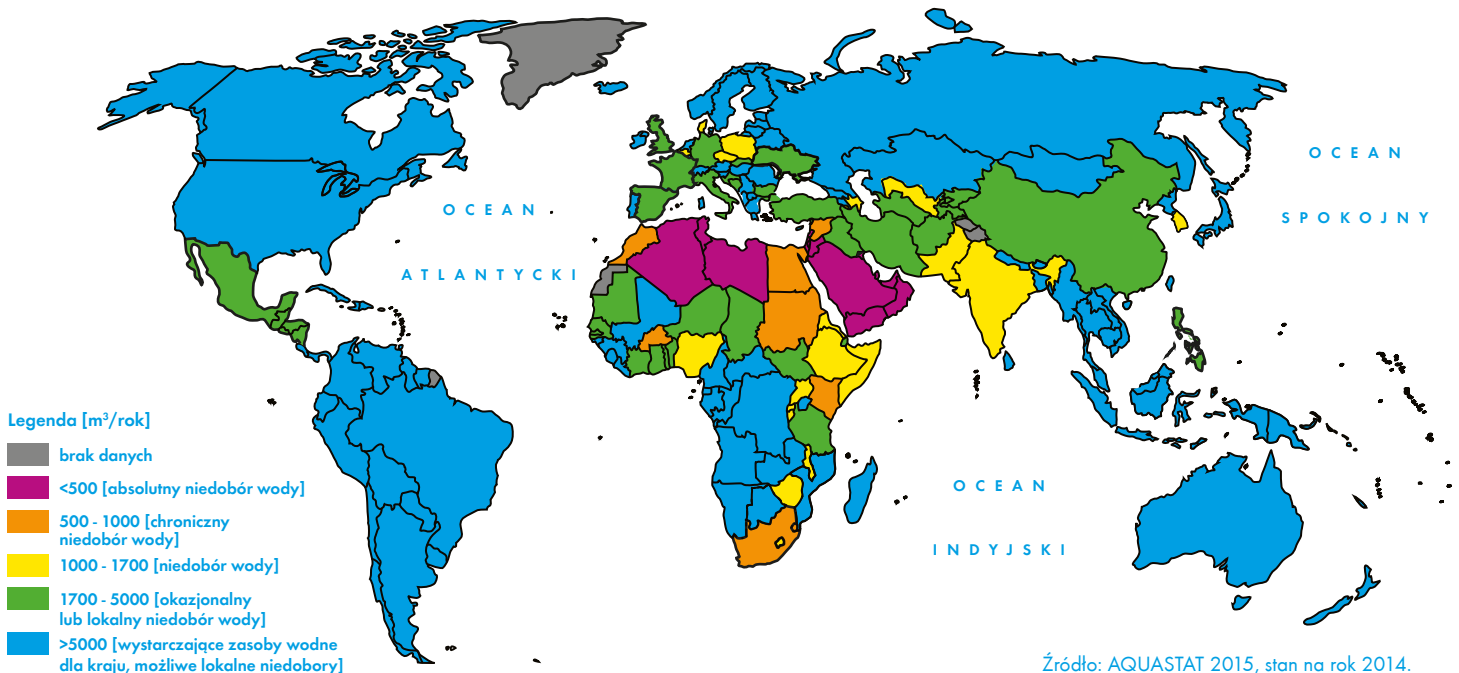 OCEAN
ATLANTYCKI
OCEAN
SPOKOJNY
OCEAN
INDYJSKI
Legenda [m³/rok]
brak danych
<500 [absolutny niedobór wody]
500 - 1000 [chroniczny
niedobór wody]
1000 - 1700 [niedobór wody]
1700 - 5000 [okazjonalny
lub lokalny niedobór wody]
>5000 [wystarczające zasoby wodne
dla kraju, możliwe lokalne niedobory]
Źródło: AQUASTAT 2015, stan na rok 2014.